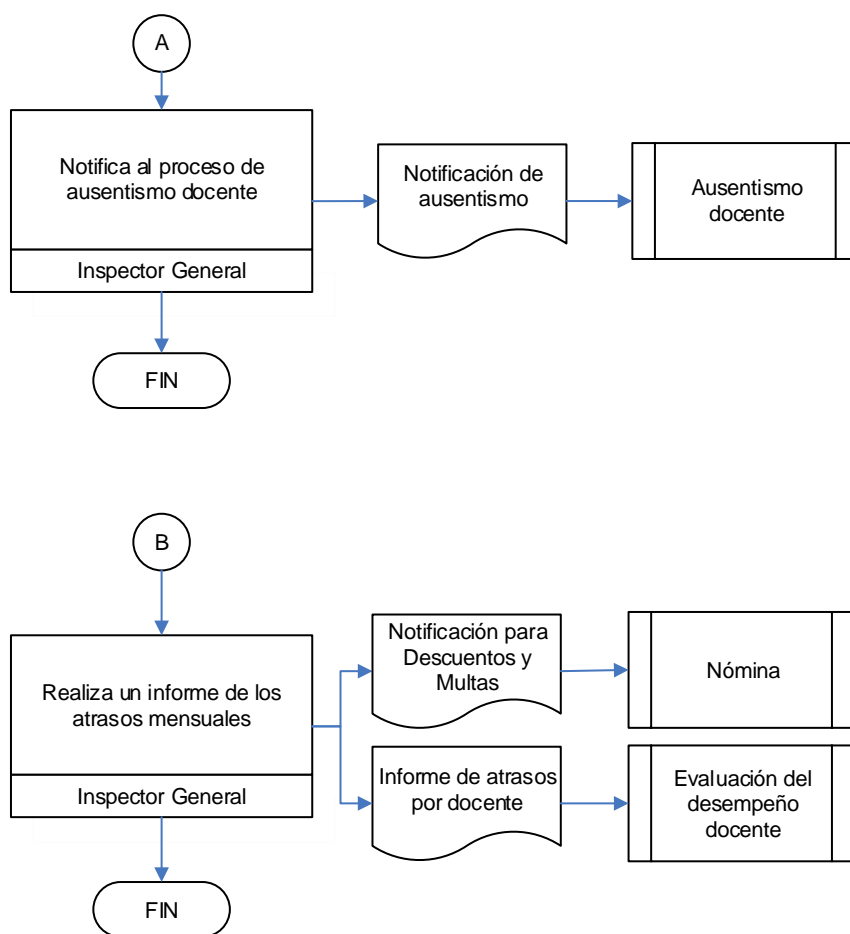 A
Notifica al proceso de
ausentismo docente
Inspector General
Notificación de
ausentismo
Ausentismo
docente
FIN
B
Realiza un informe de los
atrasos mensuales
Inspector General
Notificación para
Descuentos y
Multas
Nómina
Informe de atrasos
por docente
Evaluación del
desempeño
docente
FIN